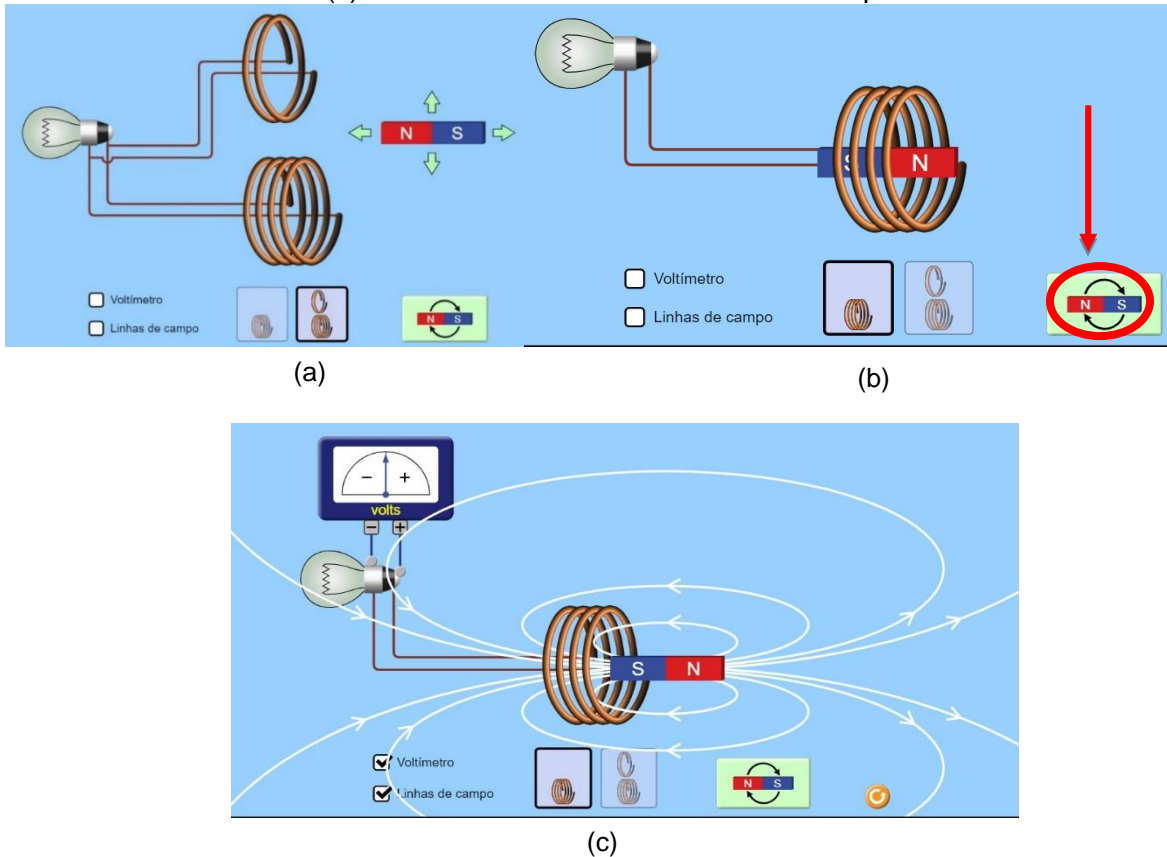 N S
Voltímetro
Linhas de campo
N S
(a)
S N
Voltímetro
Linhas de campo
N S
(b)
− +
volts
− +
S N
Voltímetro
Linhas de campo
N S
(c)